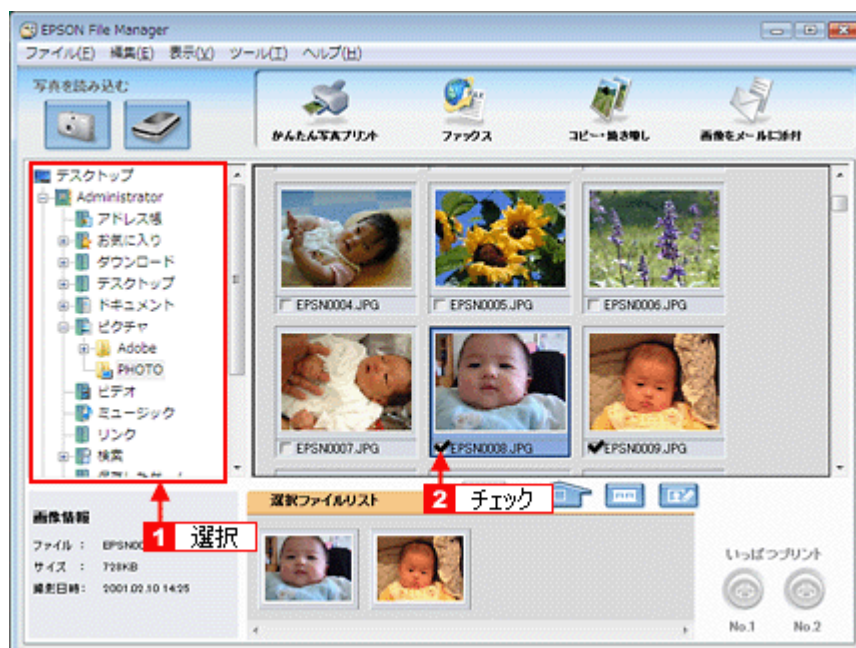 EPSON File Manager
ファイル(F) 編集(E) 表示(V) ツール(T) ヘルプ(H)
写真を読み込む
かんたん写真プリント
ファックス
コピー・焼き増し
画像をメールに添付
デスクトップ
Administrator
アドレス帳
お気に入り
ダウンロード
デスクトップ
ドキュメント
ピクチャ
Adobe
PHOTO
ビデオ
ミュージック
リンク
検索
EPSN0004.JPG
EPSN0005.JPG
EPSN0006.JPG
EPSN0007.JPG
EPSN0008.JPG
EPSN0009.JPG
1 選択
2 チェック
画像情報
ファイル :
サイズ : 728KB
撮影日時: 2001.02.10 14:25
選択ファイルリスト
いっぱつプリント
No.1
No.2